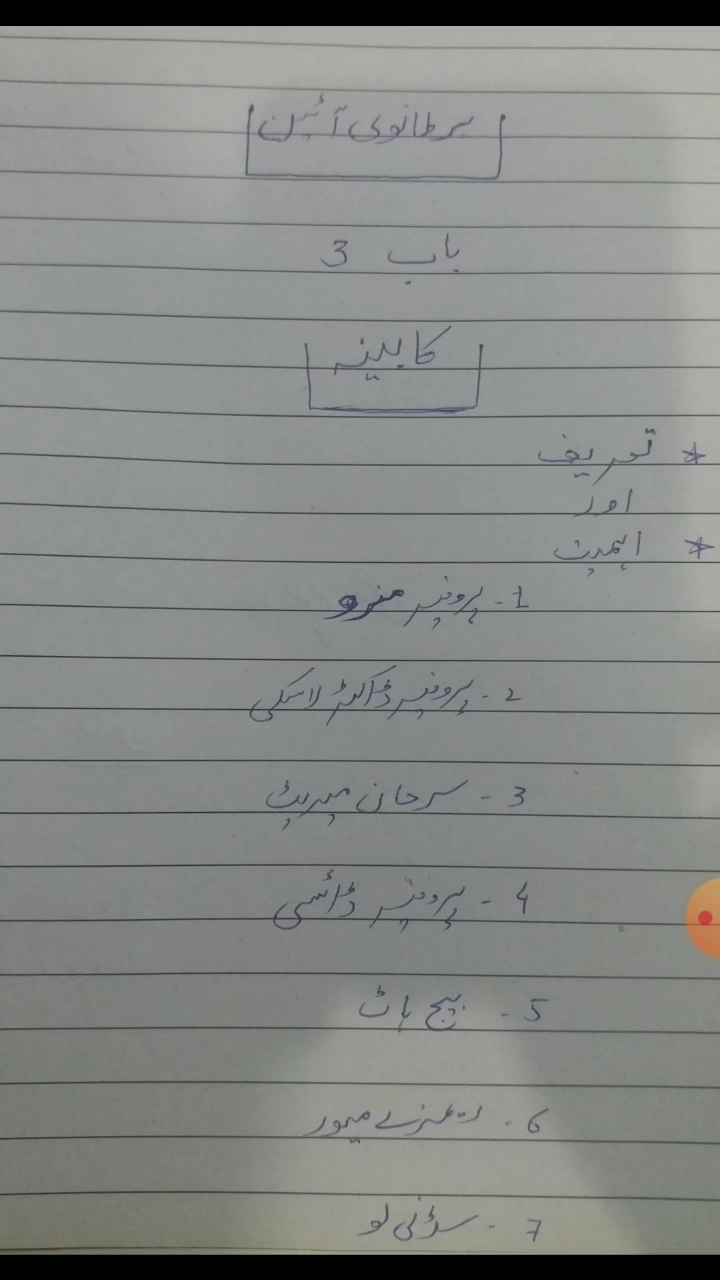 برطانوی آئین
باب 3
کابینہ
* تعریف
اور
* اہمیت
1- پروفیسر منرو
2- پروفیسر ڈاکٹر لاسکی
3- سرجان میریٹ
4- پروفیسر ڈائسی
5- بیج ہاٹ
6- ریمزے میور
7- سڈنی لو